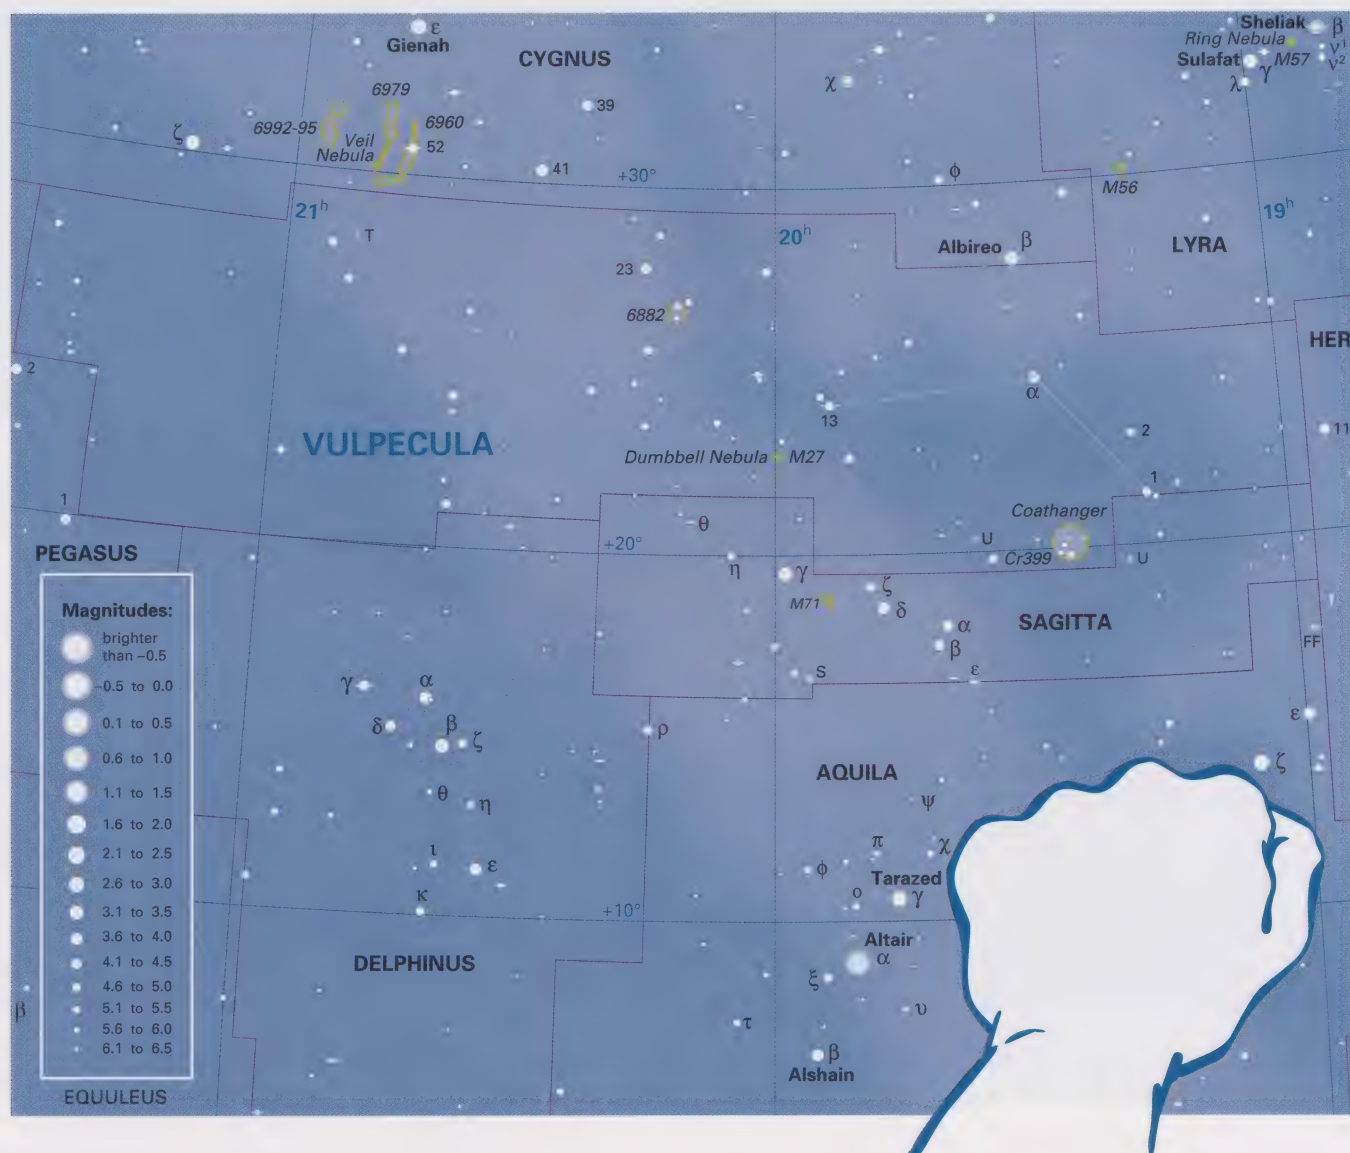 ε
Gienah
CYGNUS
χ
Sheliak β
Ring Nebula
ν¹
Sulafat γ M57 ν²
λ
6979
39
6992-95
6960
ζ
Veil
Nebula
52
41
+30°
φ
M56
21h
20h
19h
T
Albireo β
LYRA
23
6882
HER
2
α
13
VULPECULA
2
11
Dumbbell Nebula M27
1
1
Coathanger
θ
PEGASUS
+20°
U
η
γ
Cr399
U
ζ
M71
δ
SAGITTA
α
β
FF
S
ε
Magnitudes:
brighter
than –0.5
–0.5 to 0.0
0.1 to 0.5
0.6 to 1.0
1.1 to 1.5
1.6 to 2.0
2.1 to 2.5
2.6 to 3.0
3.1 to 3.5
3.6 to 4.0
4.1 to 4.5
4.6 to 5.0
5.1 to 5.5
5.6 to 6.0
6.1 to 6.5
γ
α
δ
β
ζ
ρ
ε
ζ
AQUILA
θ
η
ψ
π
χ
ι
ε
φ
Tarazed
γ
κ
ο
+10°
Altair
α
DELPHINUS
ξ
β
υ
τ
β
Alshain
EQUULEUS